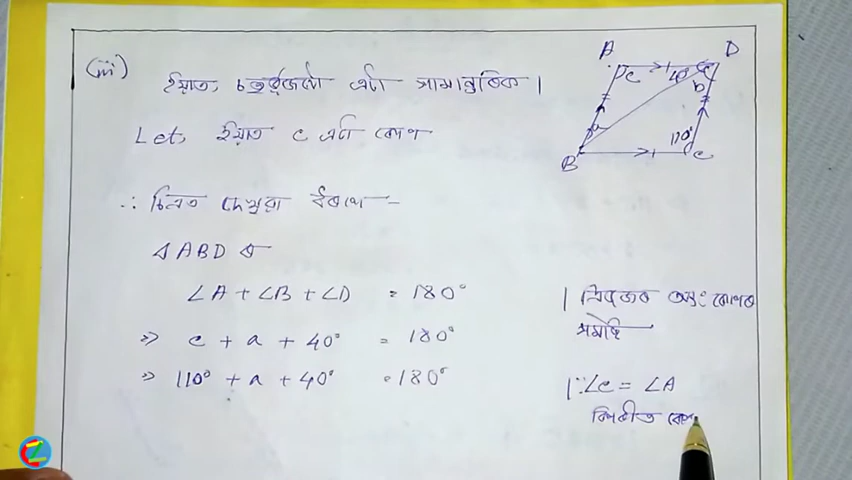 (iii)
ইয়াত, চতুৰ্ভুজটো এটা সামান্তৰিক।
Let, ইয়াত c এটা কোণ
∴ চিত্ৰত দেখুৱা ধৰণে -
Δ ABD ৰ
∠A + ∠B + ∠D = 180° | ত্ৰিভুজৰ অন্তঃকোণৰ
সমষ্টি
=> c + a + 40° = 180°
=> 110° + a + 40° = 180° | ∵ ∠C = ∠A
বিপৰীত
A D
c 40° b
a 110°
B C